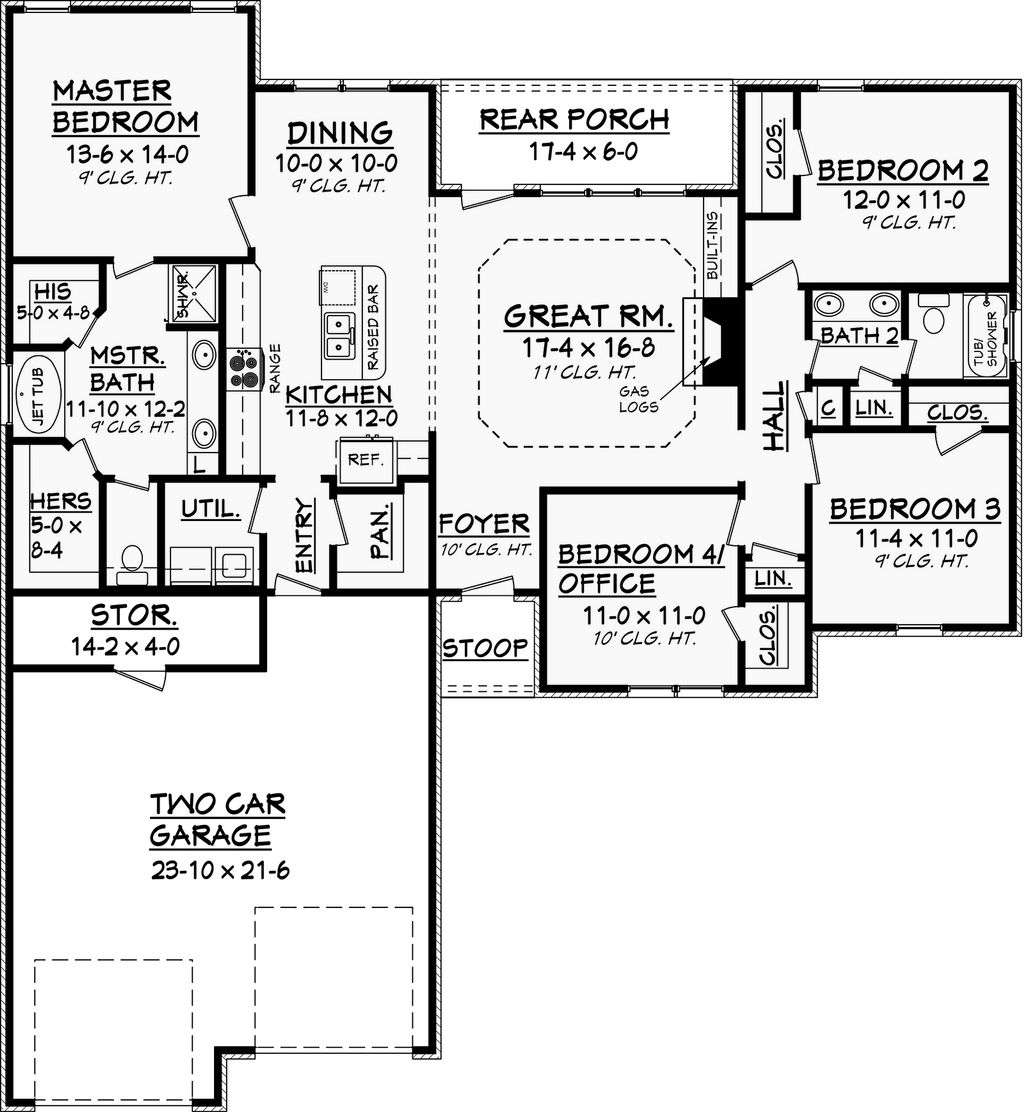 MASTER
BEDROOM
13-6 x 14-0
9' CLG. HT.
DINING
10-0 x 10-0
9' CLG. HT.
REAR PORCH
17-4 x 6-0
CLOS.
BEDROOM 2
12-0 x 11-0
9' CLG. HT.
HIS
5-0 x 4-8
SHWR.
DW
RAISED BAR
BUILT-INS
GREAT RM.
17-4 x 16-8
11' CLG. HT.
GAS
LOGS
BATH 2
TUB/
SHOWER
MSTR.
BATH
11-10 x 12-2
9' CLG. HT.
JET TUB
RANGE
KITCHEN
11-8 x 12-0
HALL
C
LIN.
CLOS.
REF.
L
HERS
5-0 x
8-4
UTIL.
ENTRY
PAN.
FOYER
10' CLG. HT.
BEDROOM 4/
OFFICE
11-0 x 11-0
10' CLG. HT.
LIN.
CLOS.
BEDROOM 3
11-4 x 11-0
9' CLG. HT.
STOR.
14-2 x 4-0
STOOP
TWO CAR
GARAGE
23-10 x 21-6